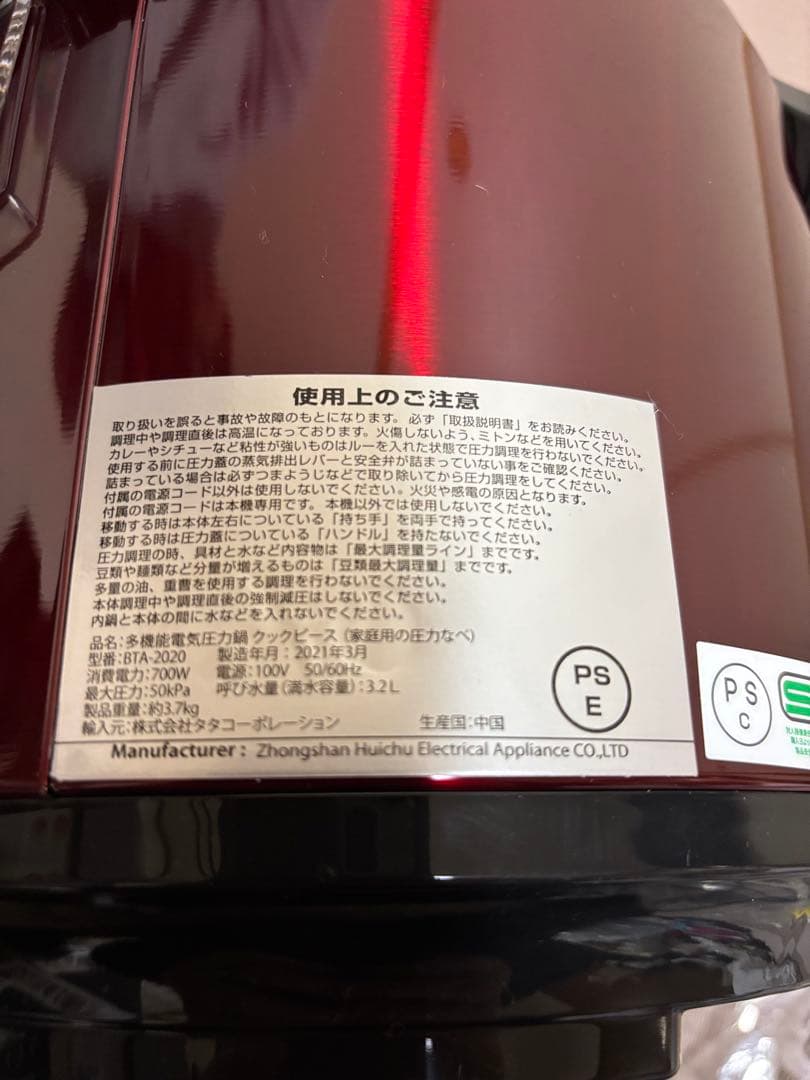 使用上のご注意
取り扱いを誤ると事故や故障のもとになります。必ず「取扱説明書」をお読みください。
調理中や調理直後は高温になっております。火傷しないよう、ミトンなどを用いてください。
カレーやシチューなど粘性が強いものはルーを入れた状態で圧力調理を行わないでください。
使用する前に圧力蓋の蒸気排出レバーと安全弁が詰まっていない事をご確認ください。
詰まっている場合は必ずつまようじなどで取り除いてから圧力調理をしてください。
付属の電源コード以外は使用しないでください。火災や感電の原因となります。
付属の電源コードは本機専用です。本機以外では使用しないでください。
移動する時は本体左右についている「持ち手」を両手で持ってください。
移動する時は圧力蓋についている「ハンドル」を持たないでください。
圧力調理の時、具材と水など内容物は「最大調理量ライン」までです。
豆類や麺類など分量が増えるものは「豆類最大調理量」までです。
多量の油、重曹を使用する調理を行わないでください。
本体調理中や調理直後の強制減圧はしないでください。
内鍋と本体の間に水などを入れないでください。
品名:多機能電気圧力鍋 クックピース(家庭用の圧力なべ)
型番:BTA-2020 製造年月:2021年3月
消費電力:700W 電源:100V 50/60Hz
最大圧力:50kPa 呼び水量(満水容量):3.2L
製品重量:約3.7kg
輸入元:株式会社タタコーポレーション 生産国:中国
Manufacturer: Zhongshan Huichu Electrical Appliance CO.,LTD
PS
E
PS
C